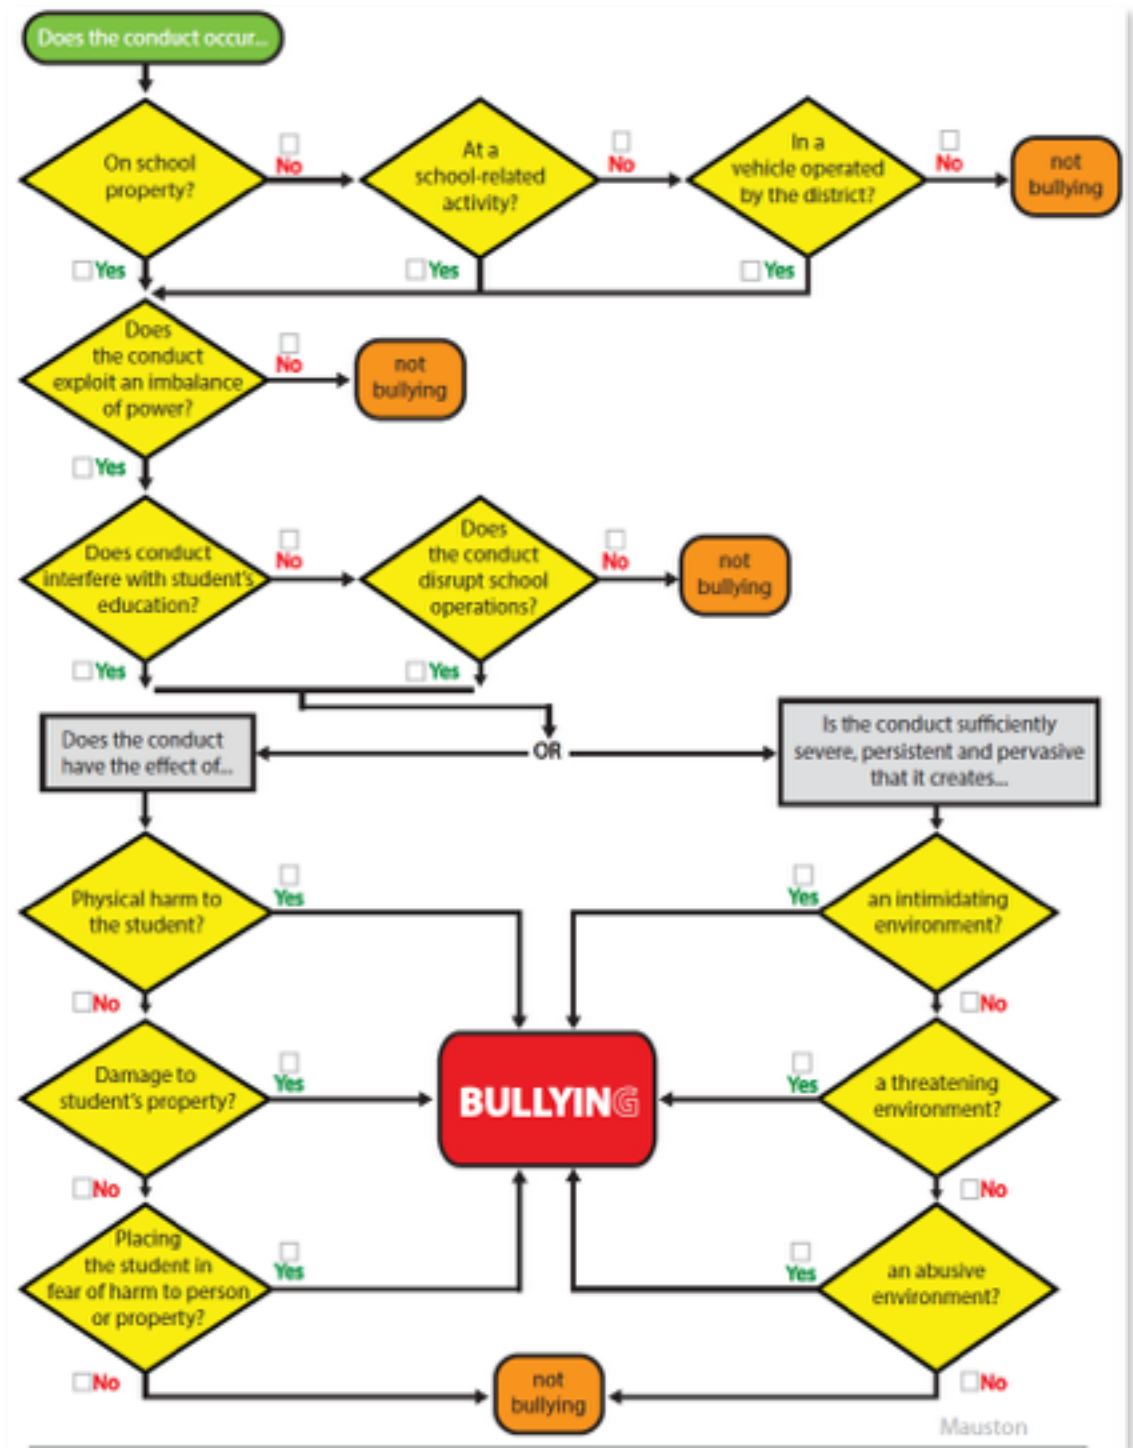 Does the conduct occur...
On school
property?
No
At a
school-related
activity?
No
In a
vehicle operated
by the district?
No
not
bullying
Yes
Yes
Yes
Does
the conduct
exploit an imbalance
of power?
No
not
bullying
Yes
Does conduct
interfere with student's
education?
No
Does
the conduct
disrupt school
operations?
No
not
bullying
Yes
Yes
Does the conduct
have the effect of...
OR
Is the conduct sufficiently
severe, persistent and pervasive
that it creates...
Physical harm to
the student?
Yes
Yes
an intimidating
environment?
No
No
Damage to
student's property?
Yes
BULLYING
Yes
a threatening
environment?
No
No
Placing
the student in
fear of harm to person
or property?
Yes
Yes
an abusive
environment?
No
not
bullying
No
Mauston